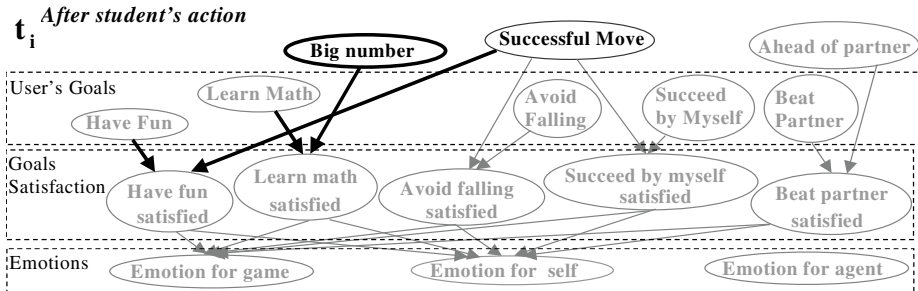 t i After student's action
Big number
Successful Move
Ahead of partner
User's Goals
Learn Math
Have Fun
Avoid
Falling
Succeed
by Myself
Beat
Partner
Goals
Satisfaction
Have fun
satisfied
Learn math
satisfied
Avoid falling
satisfied
Succeed by myself
satisfied
Beat partner
satisfied
Emotions
Emotion for game
Emotion for self
Emotion for agent